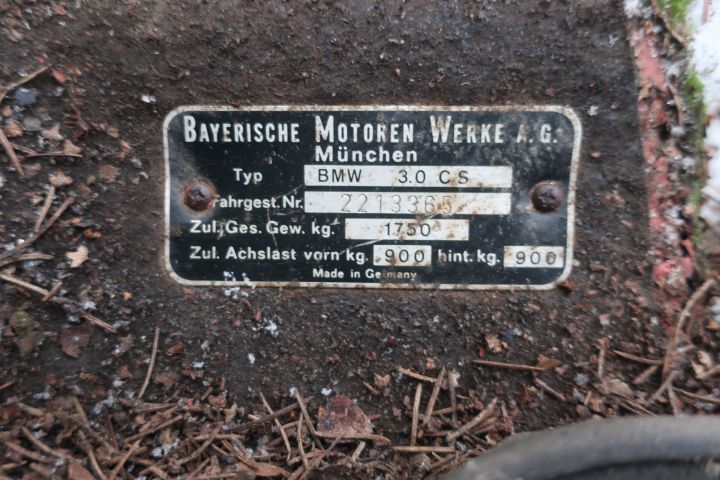 BAYERISCHE MOTOREN WERKE A.G.
München
Typ BMW 3.0 CS
Fahrgest.Nr. 2213365
Zul.Ges.Gew. kg. 1750
Zul. Achslast vorn kg. 900 hint.kg. 900
Made in Germany